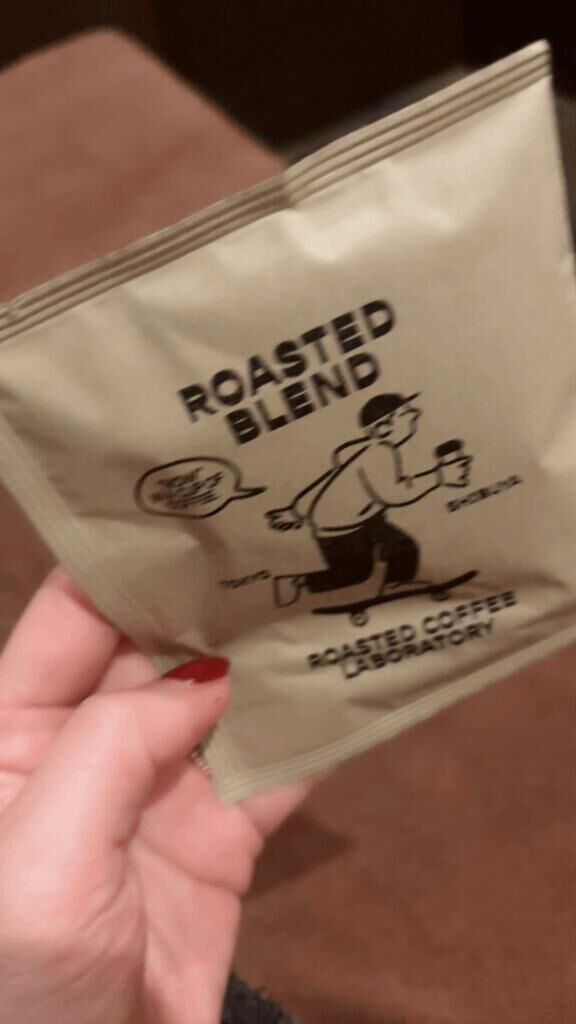 ROASTED
BLEND
TOKYO
SHIBUYA
ROASTED COFFEE
LABORATORY